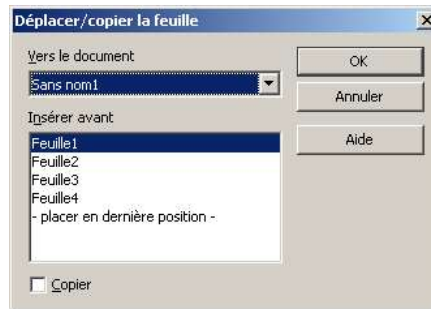 Déplacer/copier la feuille
Vers le document
Sans nom1
Insérer avant
Feuille1
Feuille2
Feuille3
Feuille4
- placer en dernière position -
Copier
OK
Annuler
Aide